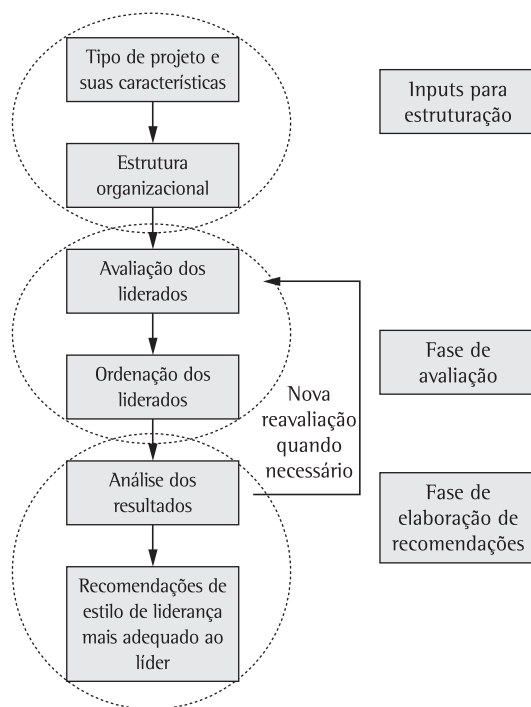 Tipo de projeto e
suas características
Inputs para
estruturação
Estrutura
organizacional
Avaliação dos
liderados
Ordenação dos
liderados
Nova
reavaliação
quando
necessário
Fase de
avaliação
Análise dos
resultados
Fase de
elaboração de
recomendações
Recomendações de
estilo de liderança
mais adequado ao
líder